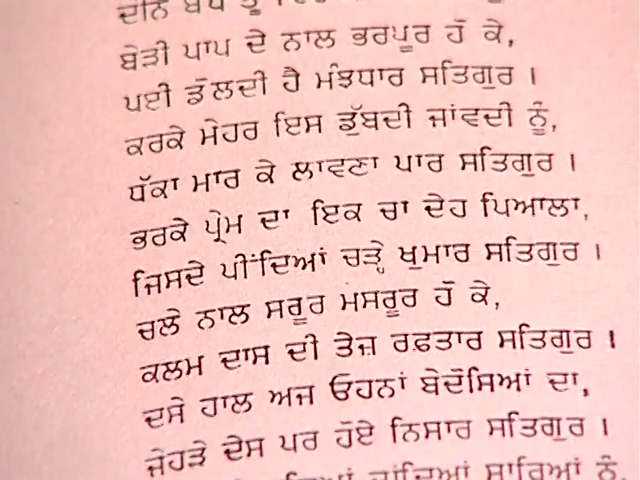 ਬੇੜੀ ਪਾਪ ਦੇ ਨਾਲ ਭਰਪੂਰ ਹੋ ਕੇ,
ਪਈ ਡੋਲਦੀ ਹੈ ਮੰਝਧਾਰ ਸਤਿਗੁਰ ।
ਕਰਕੇ ਮੇਹਰ ਇਸ ਡੁੱਬਦੀ ਜਾਂਵਦੀ ਨੂੰ,
ਧੱਕਾ ਮਾਰ ਕੇ ਲਾਵਣਾ ਪਾਰ ਸਤਿਗੁਰ ।
ਭਰਕੇ ਪ੍ਰੇਮ ਦਾ ਇਕ ਚਾ ਦੇਹ ਪਿਆਲਾ,
ਜਿਸਦੇ ਪੀਂਦਿਆਂ ਚੜ੍ਹੇ ਖੁਮਾਰ ਸਤਿਗੁਰ ।
ਚਲੇ ਨਾਲ ਸਰੂਰ ਮਸਰੂਰ ਹੋ ਕੇ,
ਕਲਮ ਦਾਸ ਦੀ ਤੇਜ਼ ਰਫ਼ਤਾਰ ਸਤਿਗੁਰ ।
ਦਸੇ ਹਾਲ ਅਜ ਓਹਨਾਂ ਬੇਦੋਸਿਆਂ ਦਾ,
ਜੇਹੜੇ ਦੇਸ ਪਰ ਹੋਏ ਨਿਸਾਰ ਸਤਿਗੁਰ ।
ਸਾਰਿਆਂ ਨੂੰ,